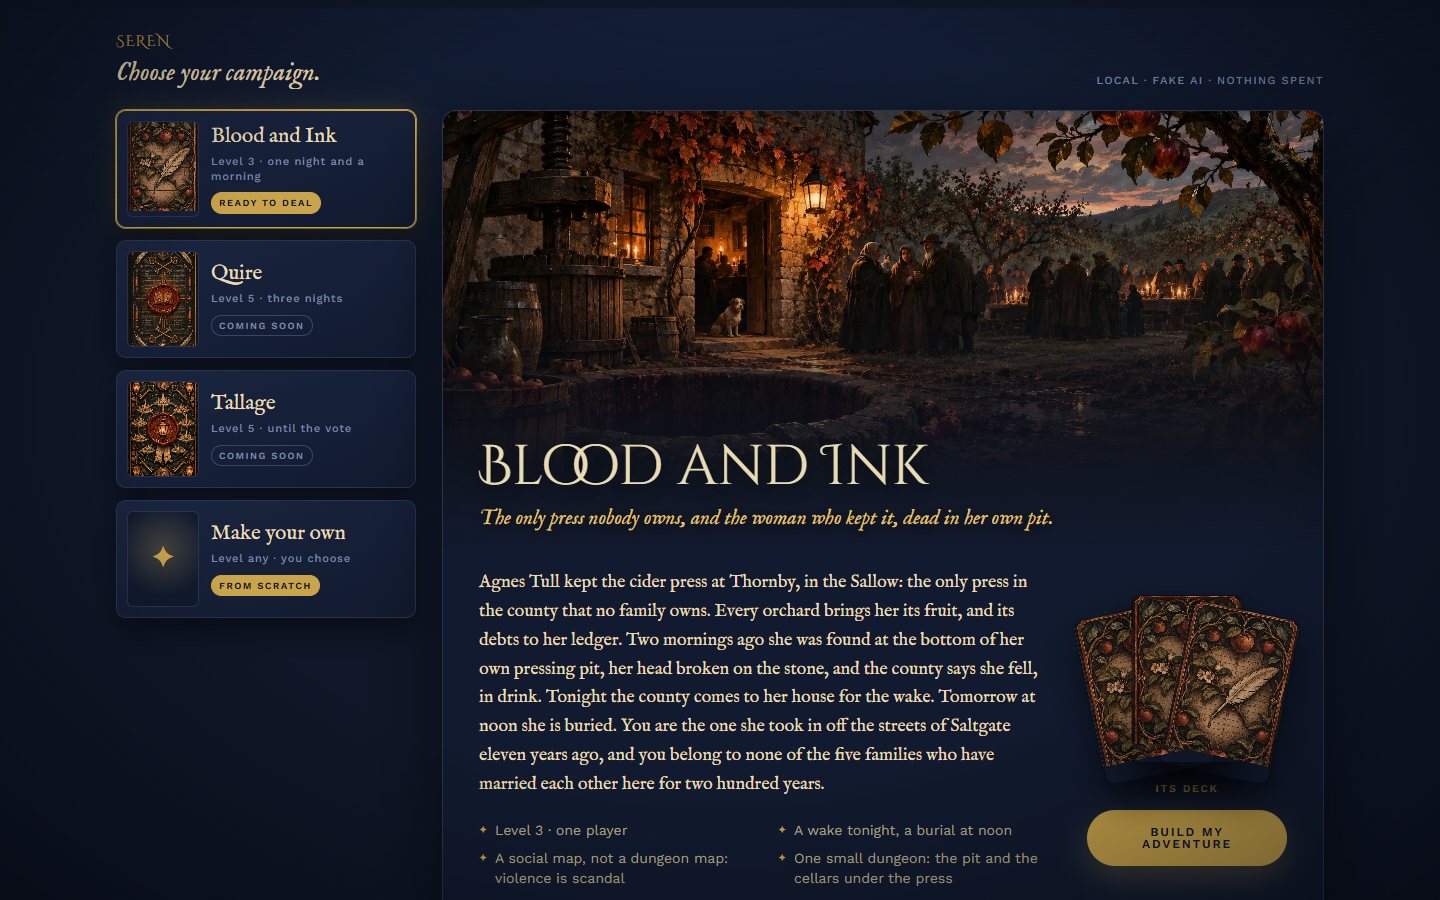 SEREN
Choose your campaign.
LOCAL · FAKE AI · NOTHING SPENT
Blood and Ink
Level 3 · one night and a
morning
READY TO DEAL
Quire
Level 5 · three nights
COMING SOON
Tallage
Level 5 · until the vote
COMING SOON
Make your own
Level any · you choose
FROM SCRATCH
BLOOD AND INK
The only press nobody owns, and the woman who kept it, dead in her own pit.
Agnes Tull kept the cider press at Thornby, in the Sallow: the only press in
the county that no family owns. Every orchard brings her its fruit, and its
debts to her ledger. Two mornings ago she was found at the bottom of her
own pressing pit, her head broken on the stone, and the county says she fell,
in drink. Tonight the county comes to her house for the wake. Tomorrow at
noon she is buried. You are the one she took in off the streets of Saltgate
eleven years ago, and you belong to none of the five families who have
married each other here for two hundred years.
Level 3 · one player
A wake tonight, a burial at noon
A social map, not a dungeon map:
violence is scandal
One small dungeon: the pit and the
cellars under the press
ITS DECK
BUILD MY
ADVENTURE